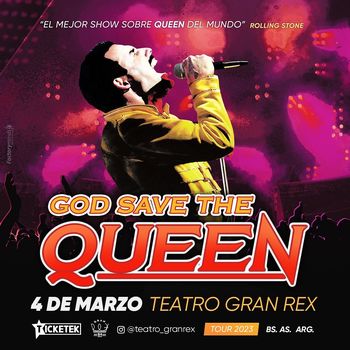 "EL MEJOR SHOW SOBRE QUEEN DEL MUNDO" ROLLING STONE
GOD SAVE THE
QUEEN
4 DE MARZO TEATRO GRAN REX
TICKETEK @teatro_granrex TOUR 2023 BS. AS. ARG.